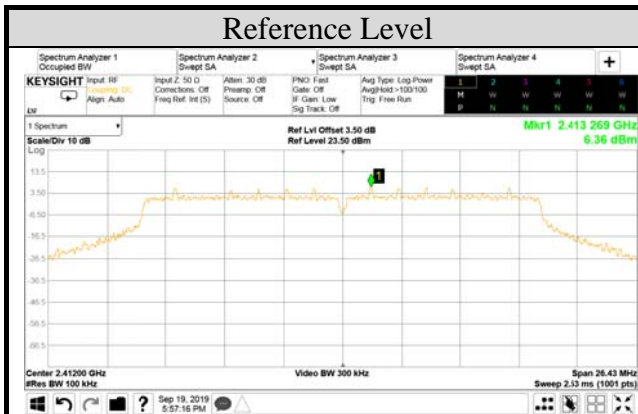 Reference Level
Spectrum Analyzer 1
Occupied BW
Spectrum Analyzer 2
Swept SA
Spectrum Analyzer 3
Swept SA
Spectrum Analyzer 4
Swept SA
+
KEYSIGHT
Input: RF
Coupling: DC
Align: Auto
Input Z: 50 Ω
Corrections: Off
Freq Ref: Int (S)
Atten: 30 dB
Preamp: Off
Source: Off
PNO: Fast
Gate: Off
IF Gain: Low
Sig Track: Off
Avg Type: Log-Power
Avg|Hold:>100/100
Trig: Free Run
1 2 3 4 5 6
M W W W W W
P N N N N N
1 Spectrum
Scale/Div 10 dB
Ref Lvl Offset 3.50 dB
Ref Level 23.50 dBm
Mkr1 2.413 269 GHz
6.36 dBm
Log
1
13.5
3.50
-6.50
-16.5
-26.5
-36.5
-46.5
-56.5
-66.5
Center 2.41200 GHz
#Res BW 100 kHz
Video BW 300 kHz
Span 26.43 MHz
Sweep 2.53 ms (1001 pts)
?
Sep 19, 2019
5:57:16 PM